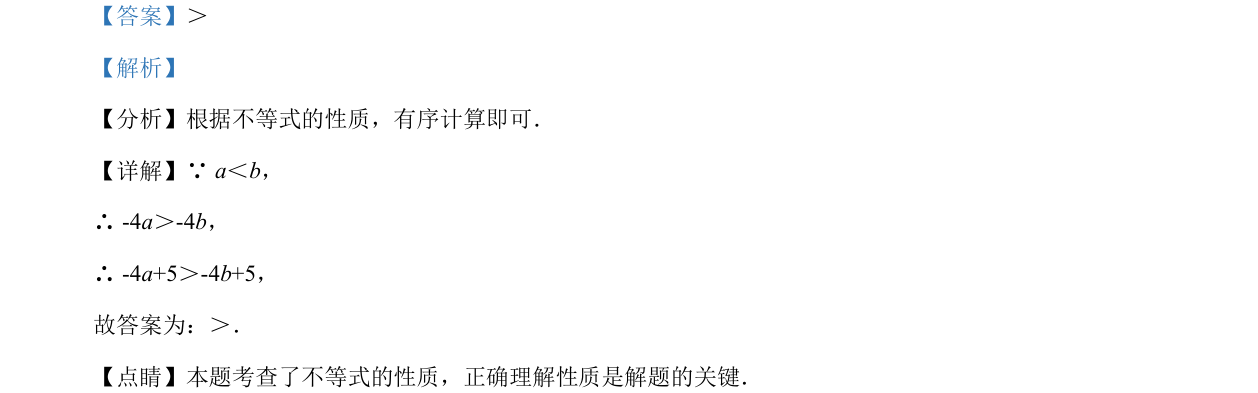 【答案】＞
【解析】
【分析】根据不等式的性质，有序计算即可．
【详解】∵ a＜b，
∴ -4a＞-4b，
∴ -4a+5＞-4b+5，
故答案为：＞．
【点睛】本题考查了不等式的性质，正确理解性质是解题的关键．